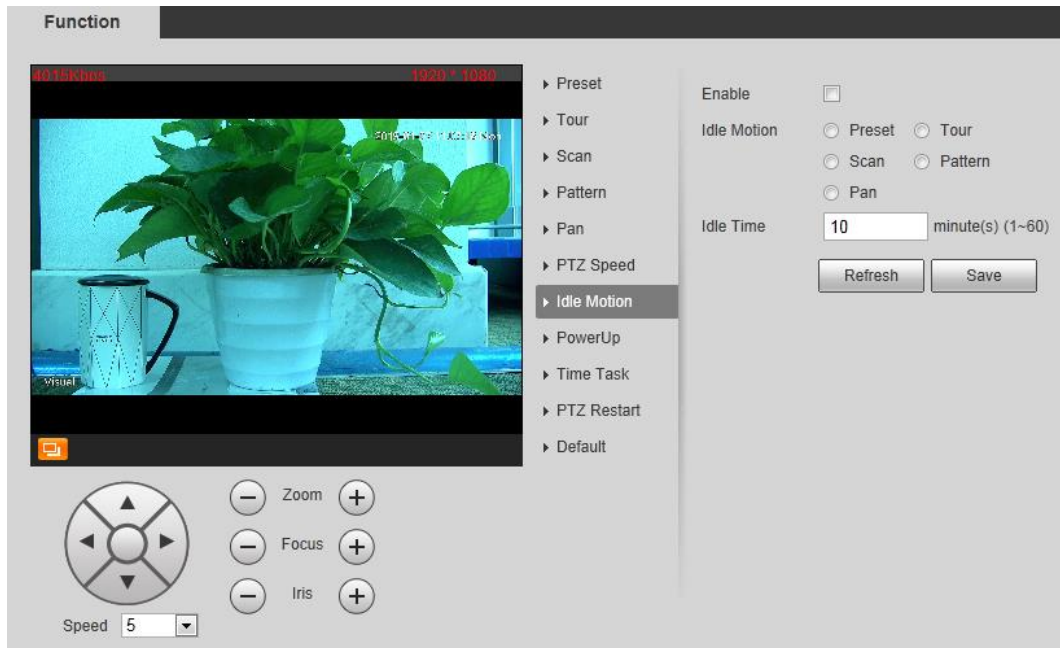 Function
4015Kbps
1920 * 1080
Visuel
Zoom
Focus
Iris
Speed 5
Preset
Tour
Scan
Pattern
Pan
PTZ Speed
Idle Motion
PowerUp
Time Task
PTZ Restart
Default
Enable
Idle Motion
Preset Tour
Scan Pattern
Pan
Idle Time 10 minute(s) (1~60)
Refresh Save